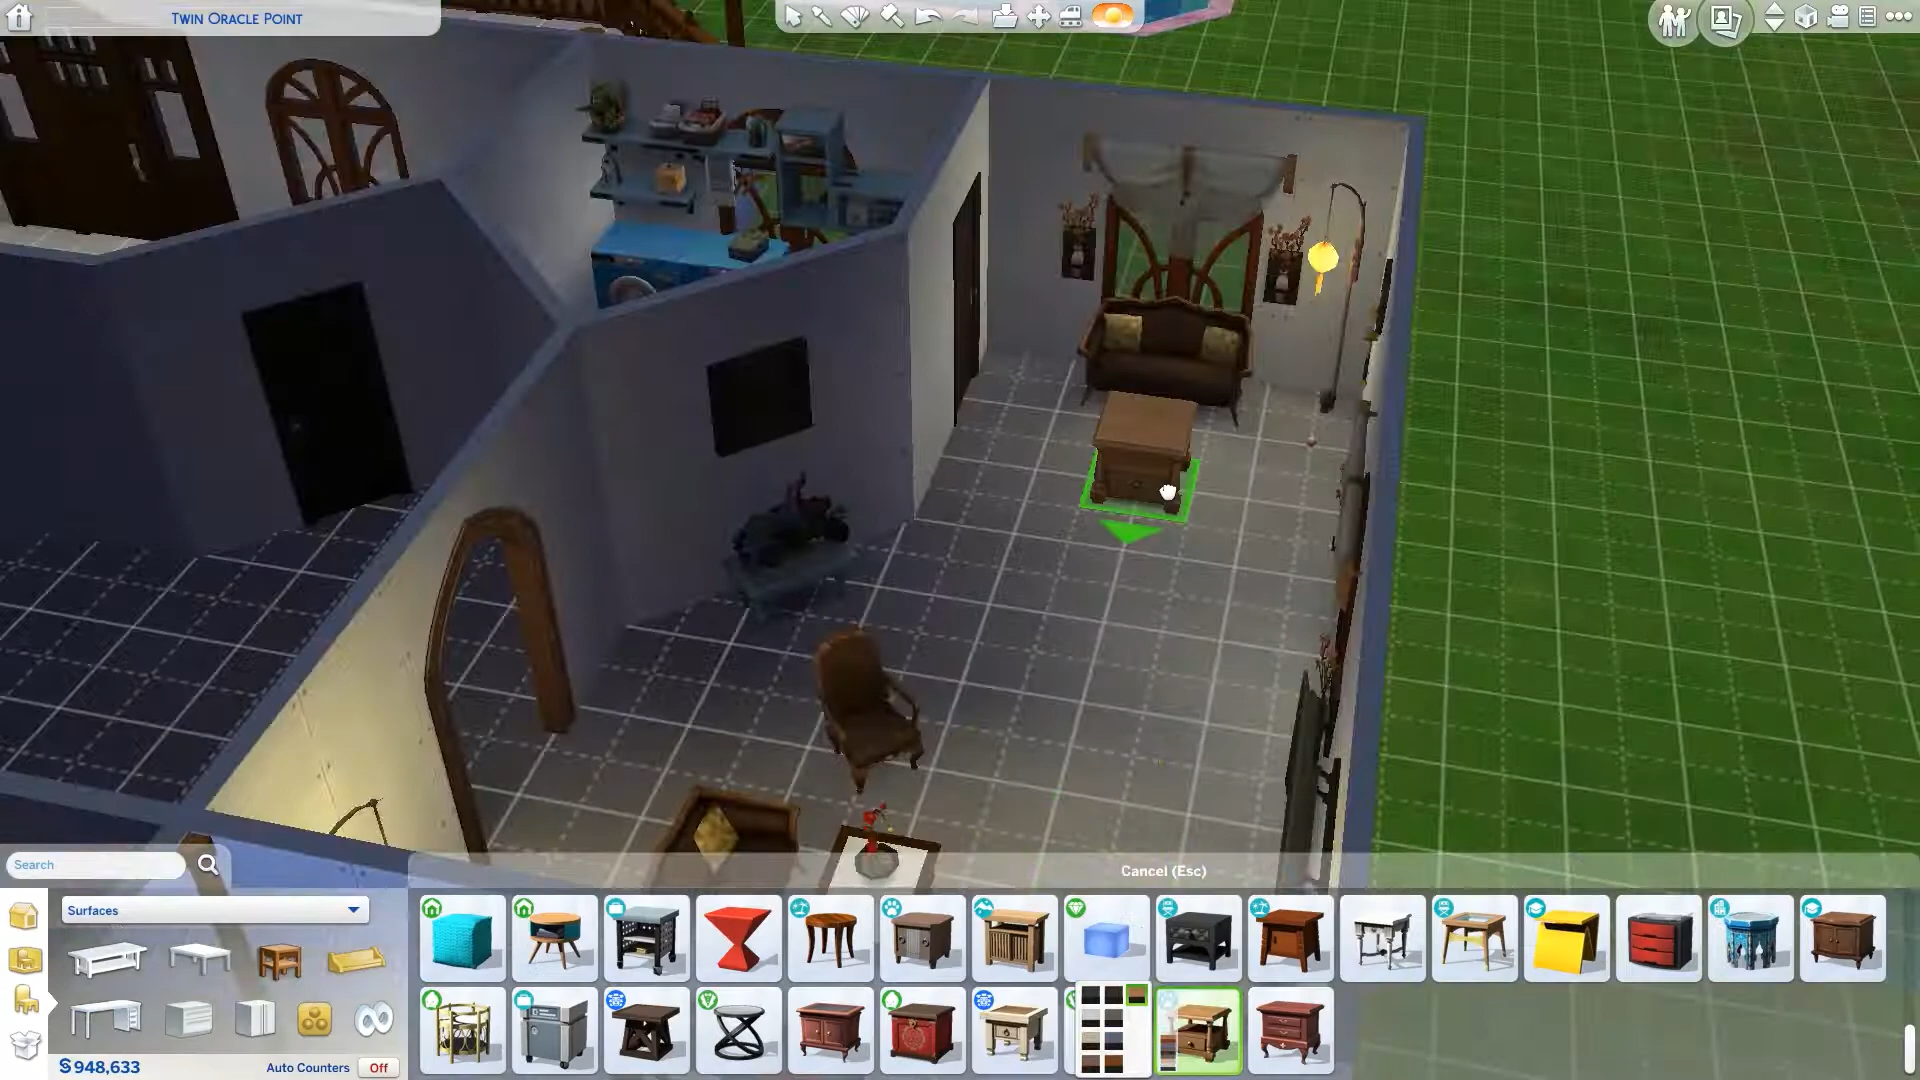 TWIN ORACLE POINT
Cancel (Esc)
Search
Surfaces
§948,633
Auto Counters
Off